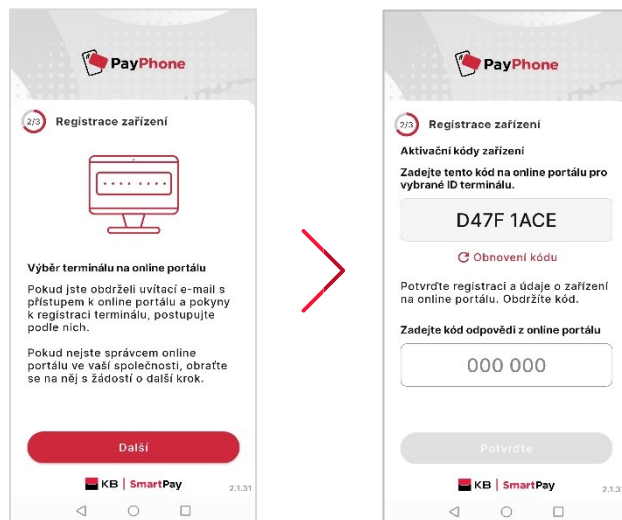 PayPhone
2/3 Registrace zařízení
Výběr terminálu na online portálu
Pokud jste obdrželi uvítací e-mail s
přístupem k online portálu a pokyny
k registraci terminálu, postupujte
podle nich.
Pokud nejste správcem online
portálu ve vaší společnosti, obraťte
se na něj s žádostí o další krok.
Další
KB | SmartPay
2.1.31
PayPhone
2/3 Registrace zařízení
Aktivační kódy zařízení
Zadejte tento kód na online portálu pro
vybrané ID terminálu.
D47F 1ACE
Obnovení kódu
Potvrďte registraci a údaje o zařízení
na online portálu. Obdržíte kód.
Zadejte kód odpovědi z online portálu
000 000
Potvrďte
KB | SmartPay
2.1.31